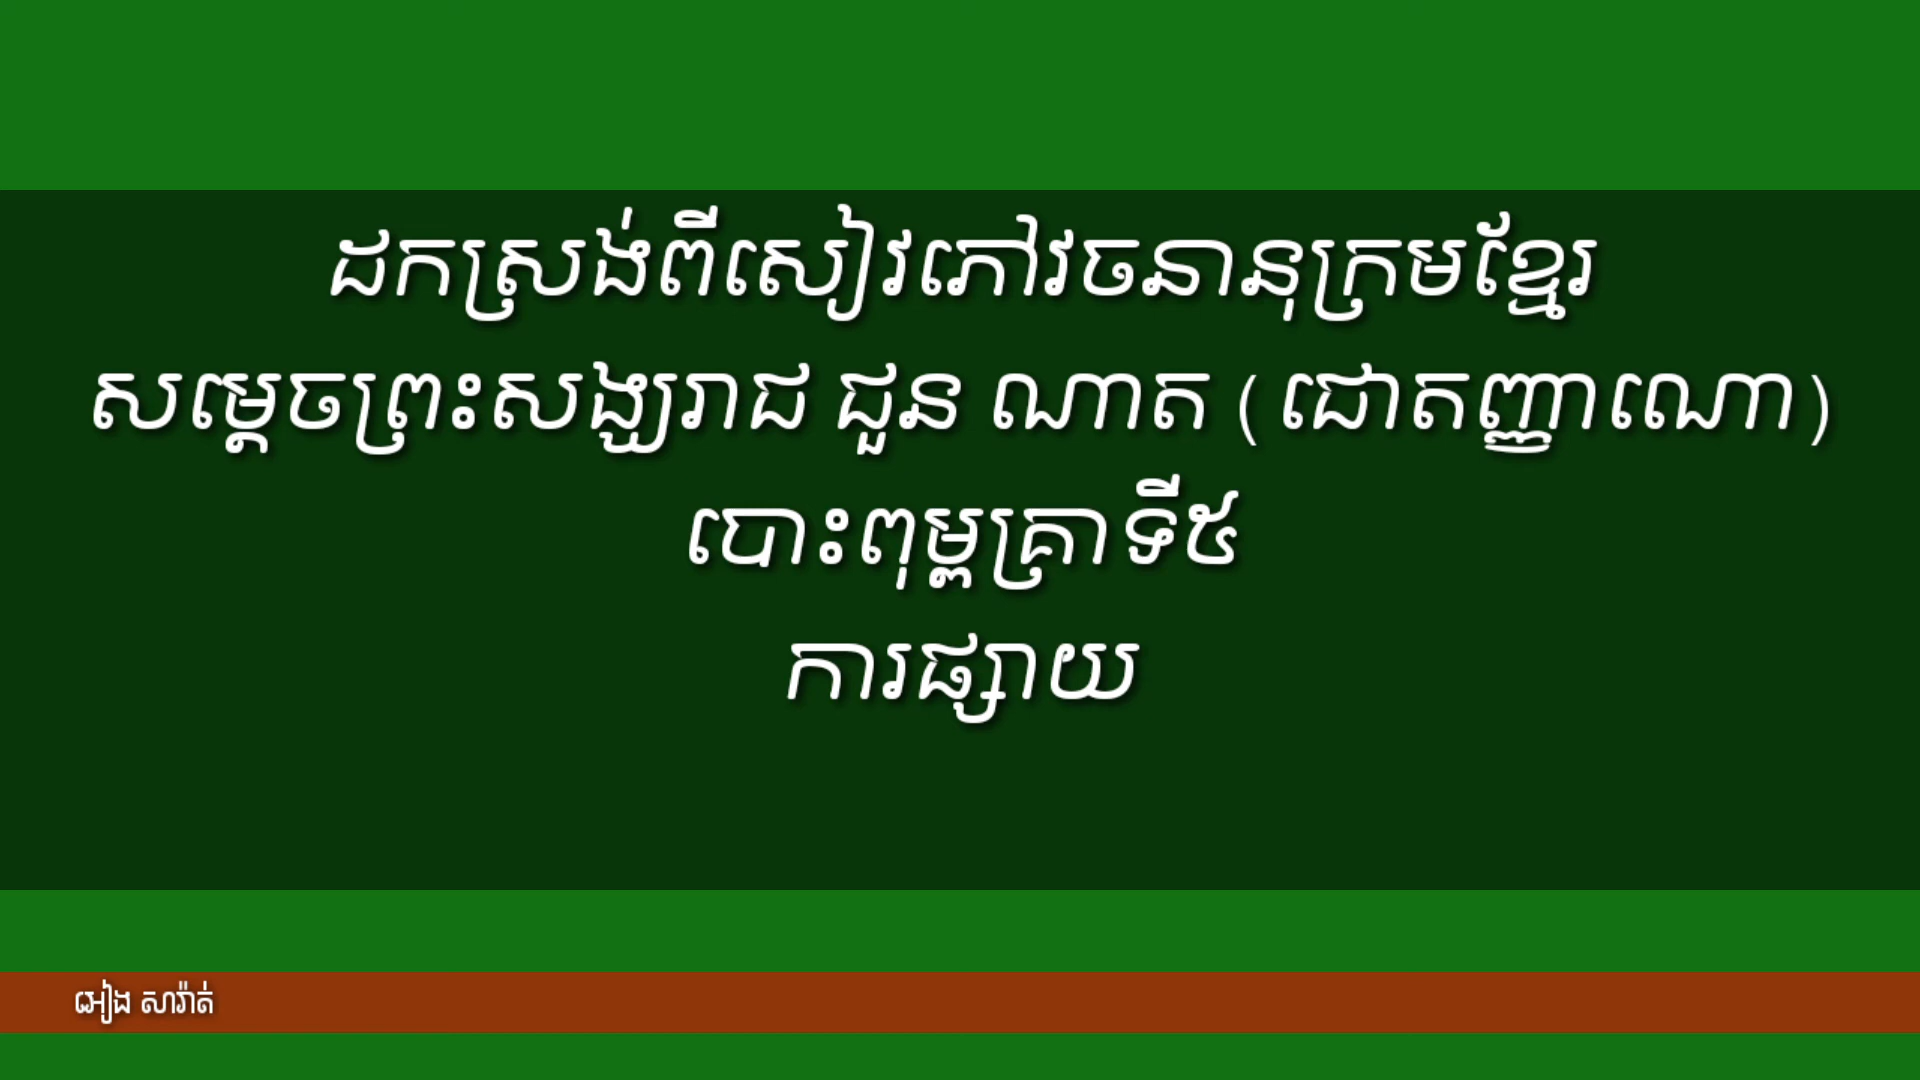 ដកស្រង់ពីសៀវភៅវចនានុក្រមខ្មែរ
សម្ដេចព្រះសង្ឃរាជ ជួន ណាត ( ជោតញ្ញាណោ)
បោះពុម្ពគ្រាទី៥
ការផ្សាយ
អៀង សារ៉ាត់